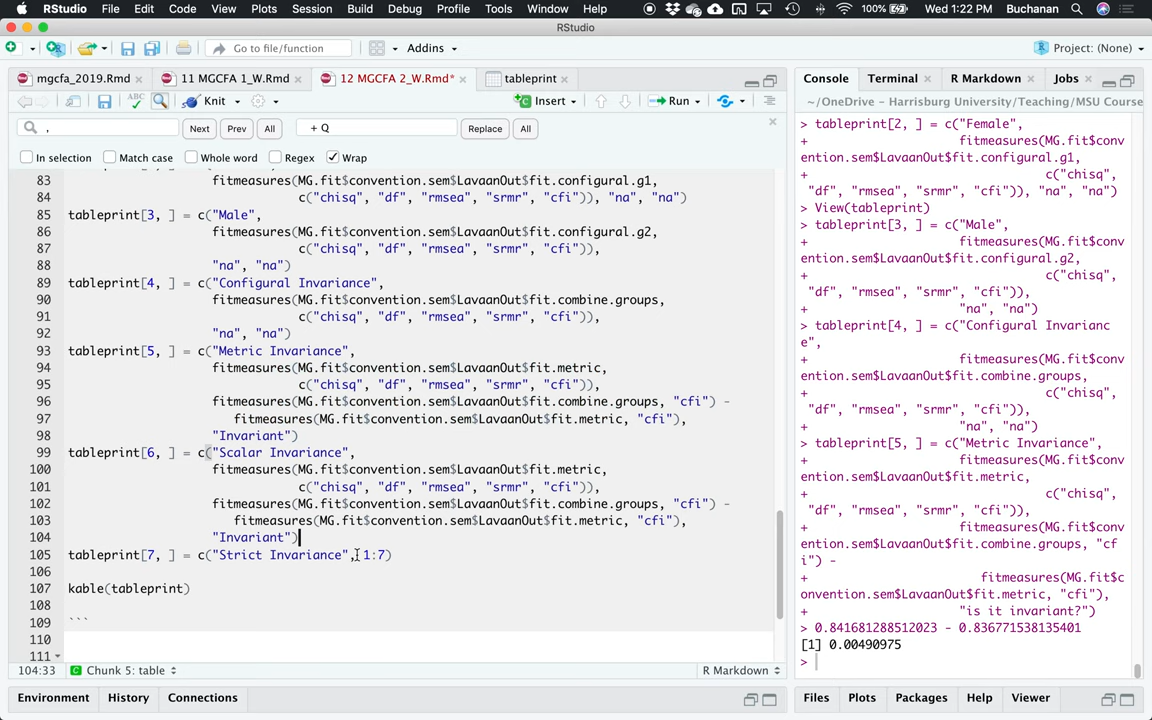 RStudio File Edit Code View Plots Session Build Debug Profile Tools Window Help 100% Wed 1:22 PM Buchanan
RStudio
Go to file/function Addins Project: (None)
mgcfa_2019.Rmd 11 MGCFA 1_W.Rmd 12 MGCFA 2_W.Rmd* tableprint
Knit Insert Run
, Next Prev All + Q Replace All
In selection Match case Whole word Regex Wrap
83 fitmeasures(MG.fit$convention.sem$LavaanOut$fit.configural.g1,
84 c("chisq", "df", "rmsea", "srmr", "cfi")), "na", "na")
85 tableprint[3, ] = c("Male",
86 fitmeasures(MG.fit$convention.sem$LavaanOut$fit.configural.g2,
87 c("chisq", "df", "rmsea", "srmr", "cfi")),
88 "na", "na")
89 tableprint[4, ] = c("Configural Invariance",
90 fitmeasures(MG.fit$convention.sem$LavaanOut$fit.combine.groups,
91 c("chisq", "df", "rmsea", "srmr", "cfi")),
92 "na", "na")
93 tableprint[5, ] = c("Metric Invariance",
94 fitmeasures(MG.fit$convention.sem$LavaanOut$fit.metric,
95 c("chisq", "df", "rmsea", "srmr", "cfi")),
96 fitmeasures(MG.fit$convention.sem$LavaanOut$fit.combine.groups, "cfi") -
97 fitmeasures(MG.fit$convention.sem$LavaanOut$fit.metric, "cfi"),
98 "Invariant")
99 tableprint[6, ] = c("Scalar Invariance",
100 fitmeasures(MG.fit$convention.sem$LavaanOut$fit.metric,
101 c("chisq", "df", "rmsea", "srmr", "cfi")),
102 fitmeasures(MG.fit$convention.sem$LavaanOut$fit.combine.groups, "cfi") -
103 fitmeasures(MG.fit$convention.sem$LavaanOut$fit.metric, "cfi"),
104 "Invariant")
105 tableprint[7, ] = c("Strict Invariance", 1:7)
106
107 kable(tableprint)
108
109 ```
110
111
104:33 Chunk 5: table R Markdown
Environment History Connections
Console Terminal R Markdown Jobs
~/OneDrive - Harrisburg University/Teaching/MSU Course
> tableprint[2, ] = c("Female",
+ fitmeasures(MG.fit$con
vention.sem$LavaanOut$fit.configural.g1,
+ c("chisq",
"df", "rmsea", "srmr", "cfi")), "na", "na")
> View(tableprint)
> tableprint[3, ] = c("Male",
+ fitmeasures(MG.fit$con
vention.sem$LavaanOut$fit.configural.g2,
+ c("chisq",
"df", "rmsea", "srmr", "cfi")),
+ "na", "na")
> tableprint[4, ] = c("Configural Invarianc
e",
+ fitmeasures(MG.fit$conv
ention.sem$LavaanOut$fit.combine.groups,
+ c("chisq",
"df", "rmsea", "srmr", "cfi")),
+ "na", "na")
> tableprint[5, ] = c("Metric Invariance",
+ fitmeasures(MG.fit$conv
ention.sem$LavaanOut$fit.metric,
+ c("chisq",
"df", "rmsea", "srmr", "cfi")),
+ fitmeasures(MG.fit$conv
ention.sem$LavaanOut$fit.combine.groups, "cf
i") -
+ fitmeasures(MG.fit$c
onvention.sem$LavaanOut$fit.metric, "cfi"),
+ "is it invariant?")
> 0.841681288512023 - 0.836771538135401
[1] 0.00490975
>
Files Plots Packages Help Viewer